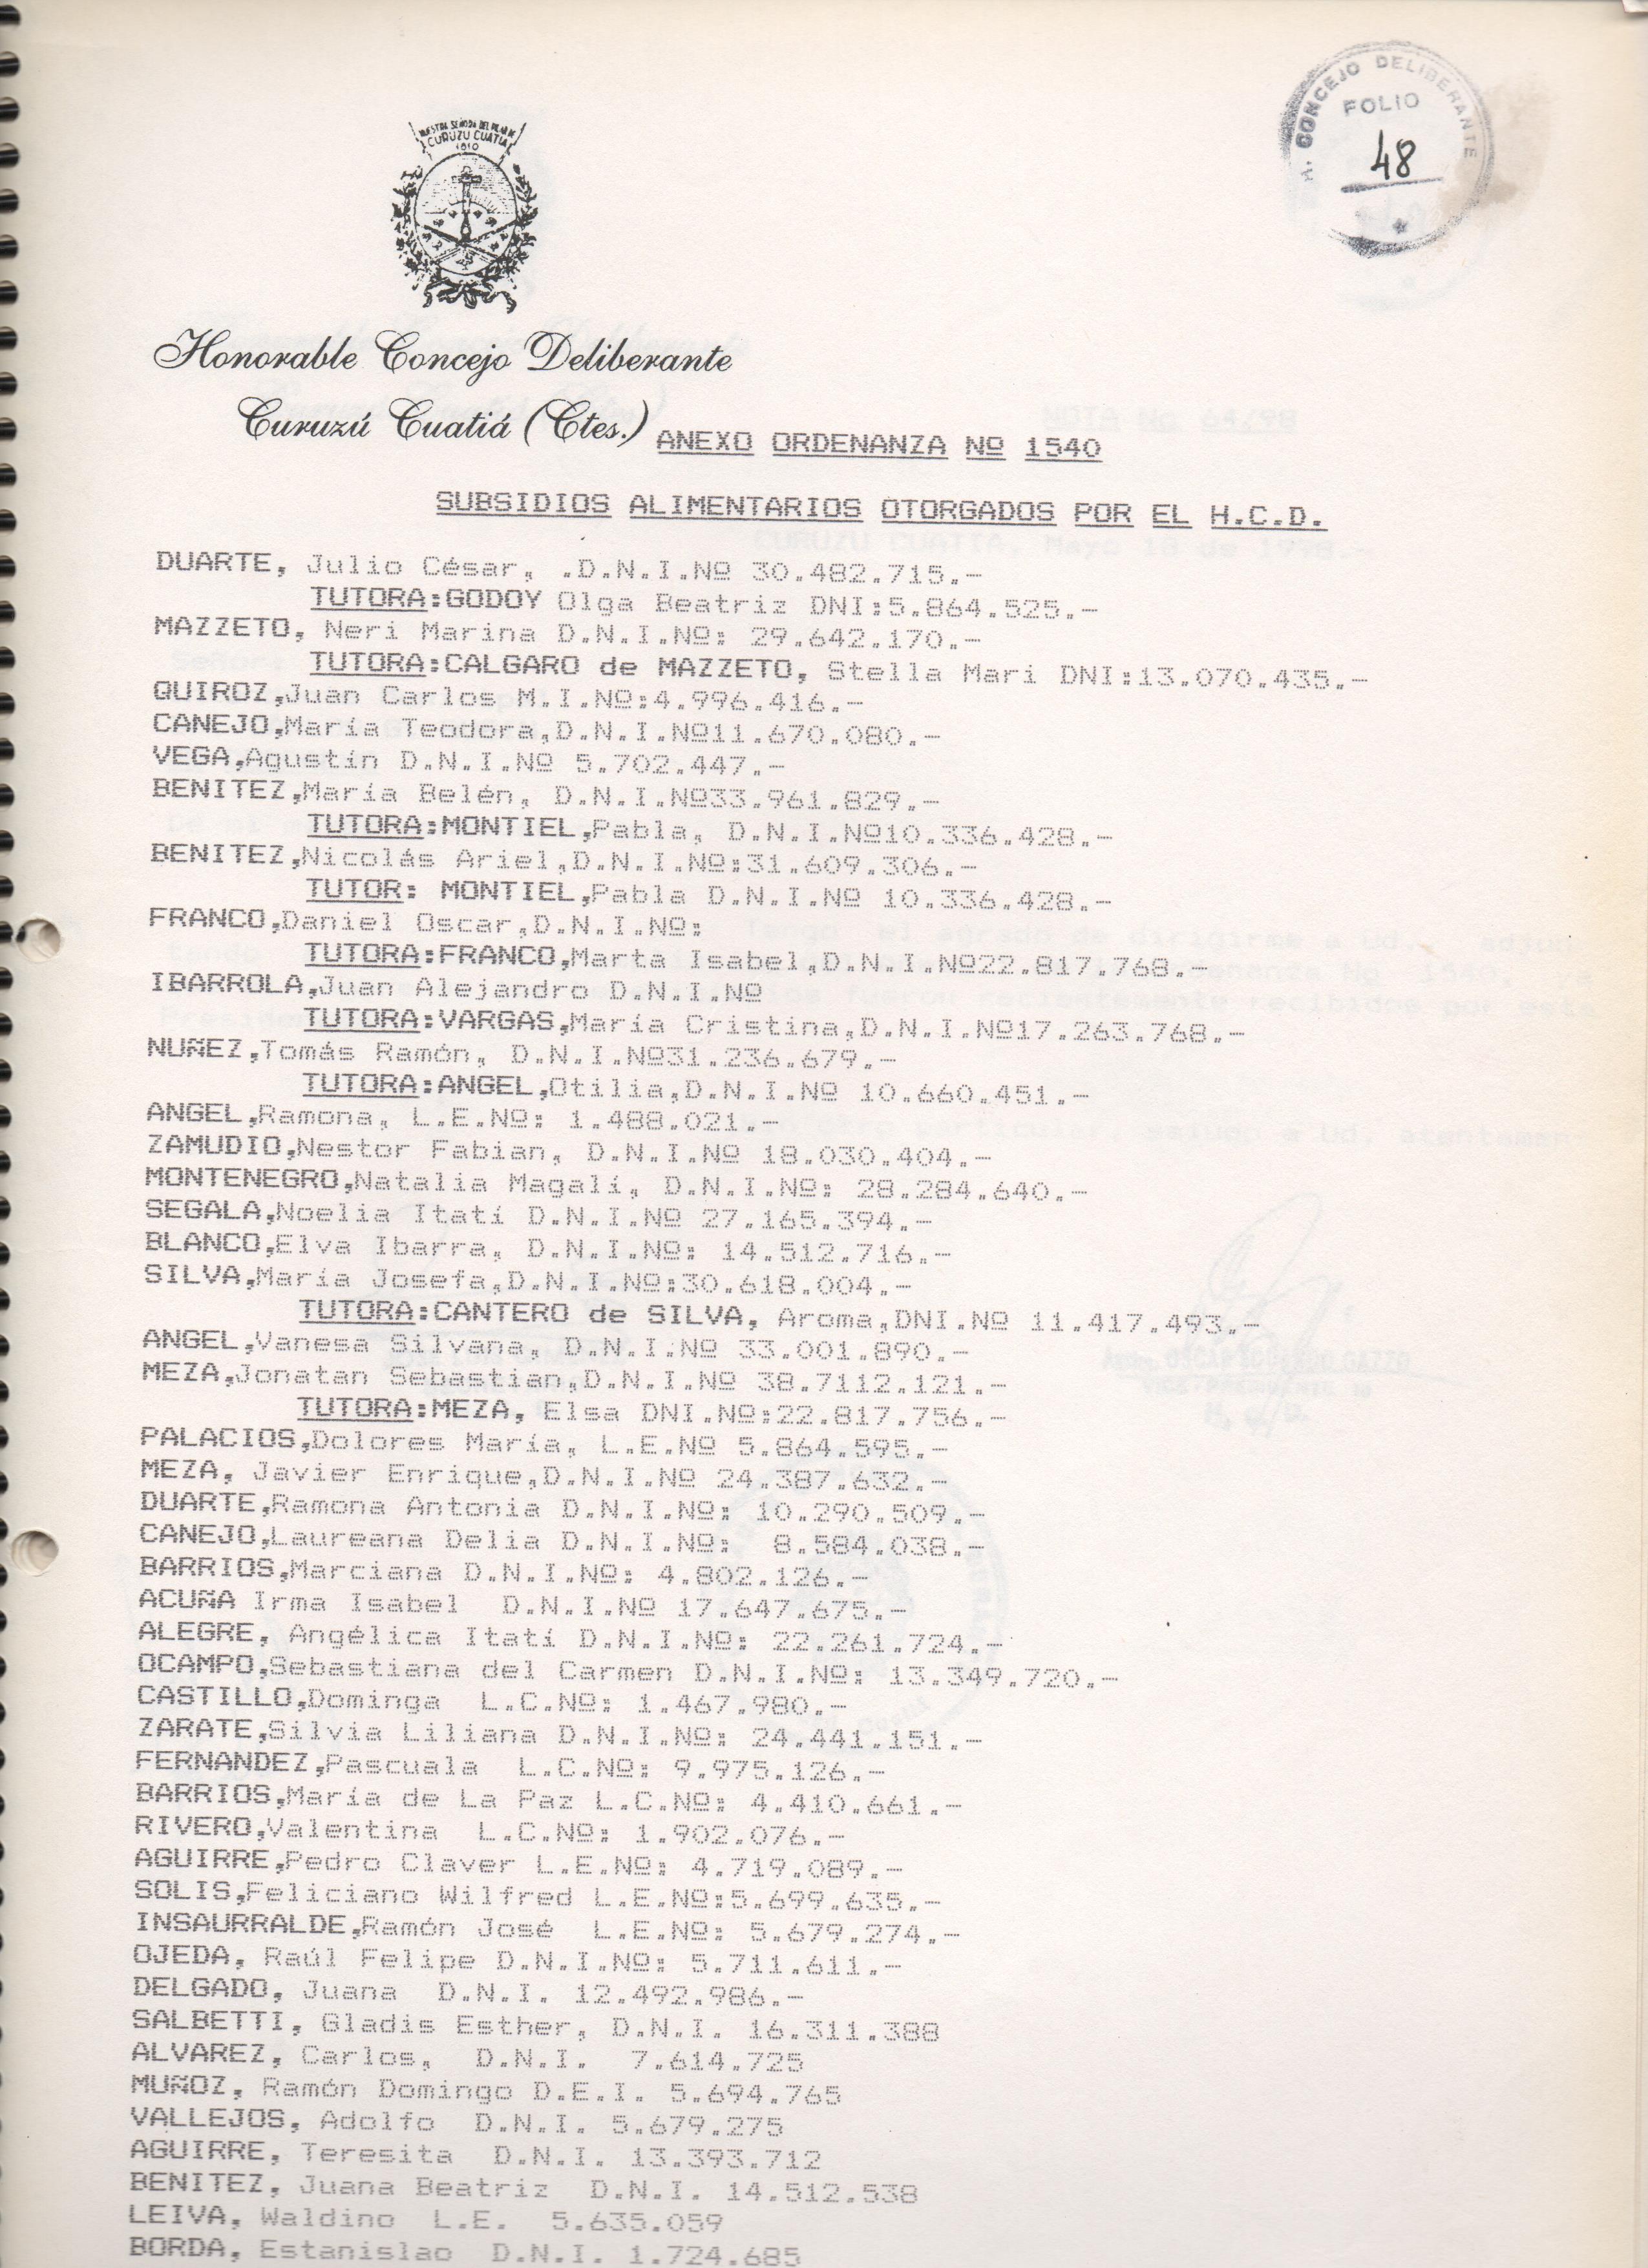 H. CONCEJO DELIBERANTE
FOLIO
48
NUESTRA SEÑORA DEL PILAR DE
CURUZU CUATIA
1810
Honorable Concejo Deliberante
Curuzú Cuatiá (Ctes.)
ANEXO ORDENANZA Nº 1540
SUBSIDIOS ALIMENTARIOS OTORGADOS POR EL H.C.D.
DUARTE, Julio César, .D.N.I.Nº 30.482.715.-
TUTORA:GODOY Olga Beatriz DNI:5.864.525.-
MAZZETO, Neri Marina D.N.I.Nº: 29.642.170.-
TUTORA:CALGARO de MAZZETO, Stella Mari DNI:13.070.435.-
QUIROZ,Juan Carlos M.I.Nº:4.996.416.-
CANEJO,María Teodora,D.N.I.Nº11.670.080.-
VEGA,Agustín D.N.I.Nº 5.702.447.-
BENITEZ,María Belén, D.N.I.Nº33.961.829.-
TUTORA:MONTIEL,Pabla, D.N.I.Nº10.336.428.-
BENITEZ,Nicolás Ariel,D.N.I.Nº:31.609.306.-
TUTOR: MONTIEL,Pabla D.N.I.Nº 10.336.428.-
FRANCO,Daniel Oscar,D.N.I.Nº:
TUTORA:FRANCO,Marta Isabel,D.N.I.Nº22.817.768.-
IBARROLA,Juan Alejandro D.N.I.Nº
TUTORA:VARGAS,María Cristina,D.N.I.Nº17.263.768.-
NUÑEZ,Tomás Ramón, D.N.I.Nº31.236.679.-
TUTORA:ANGEL,Otilia,D.N.I.Nº 10.660.451.-
ANGEL,Ramona, L.E.Nº: 1.488.021.-
ZAMUDIO,Nestor Fabian, D.N.I.Nº 18.030.404.-
MONTENEGRO,Natalia Magalí, D.N.I.Nº: 28.284.640.-
SEGALA,Noelia Itatí D.N.I.Nº 27.165.394.-
BLANCO,Elva Ibarra, D.N.I.Nº: 14.512.716.-
SILVA,María Josefa,D.N.I.Nº:30.618.004.-
TUTORA:CANTERO de SILVA, Aroma,DNI.Nº 11.417.493.-
ANGEL,Vanesa Silvana, D.N.I.Nº 33.001.890.-
MEZA,Jonatan Sebastian,D.N.I.Nº 38.7112.121.-
TUTORA:MEZA, Elsa DNI.Nº:22.817.756.-
PALACIOS,Dolores María, L.E.Nº 5.864.595.-
MEZA, Javier Enrique,D.N.I.Nº 24.387.632.-
DUARTE,Ramona Antonia D.N.I.Nº: 10.290.509.-
CANEJO,Laureana Delia D.N.I.Nº: 8.584.038.-
BARRIOS,Marciana D.N.I.Nº: 4.802.126.-
ACUÑA Irma Isabel D.N.I.Nº 17.647.675.-
ALEGRE, Angélica Itatí D.N.I.Nº: 22.261.724.-
OCAMPO,Sebastiana del Carmen D.N.I.Nº: 13.349.720.-
CASTILLO,Dominga L.C.Nº: 1.467.980.-
ZARATE,Silvia Liliana D.N.I.Nº: 24.441.151.-
FERNANDEZ,Pascuala L.C.Nº: 9.975.126.-
BARRIOS,María de La Paz L.C.Nº: 4.410.661.-
RIVERO,Valentina L.C.Nº: 1.902.076.-
AGUIRRE,Pedro Claver L.E.Nº: 4.719.089.-
SOLIS,Feliciano Wilfred L.E.Nº:5.699.635.-
INSAURRALDE,Ramón José L.E.Nº: 5.679.274.-
OJEDA, Raúl Felipe D.N.I.Nº: 5.711.611.-
DELGADO, Juana D.N.I. 12.492.986.-
SALBETTI, Gladis Esther, D.N.I. 16.311.388
ALVAREZ, Carlos, D.N.I. 7.614.725
MUÑOZ, Ramón Domingo D.E.I. 5.694.765
VALLEJOS, Adolfo D.N.I. 5.679.275
AGUIRRE, Teresita D.N.I. 13.393.712
BENITEZ, Juana Beatriz D.N.I. 14.512.538
LEIVA, Waldino L.E. 5.635.059
BORDA, Estanislao D.N.I. 1.724.685